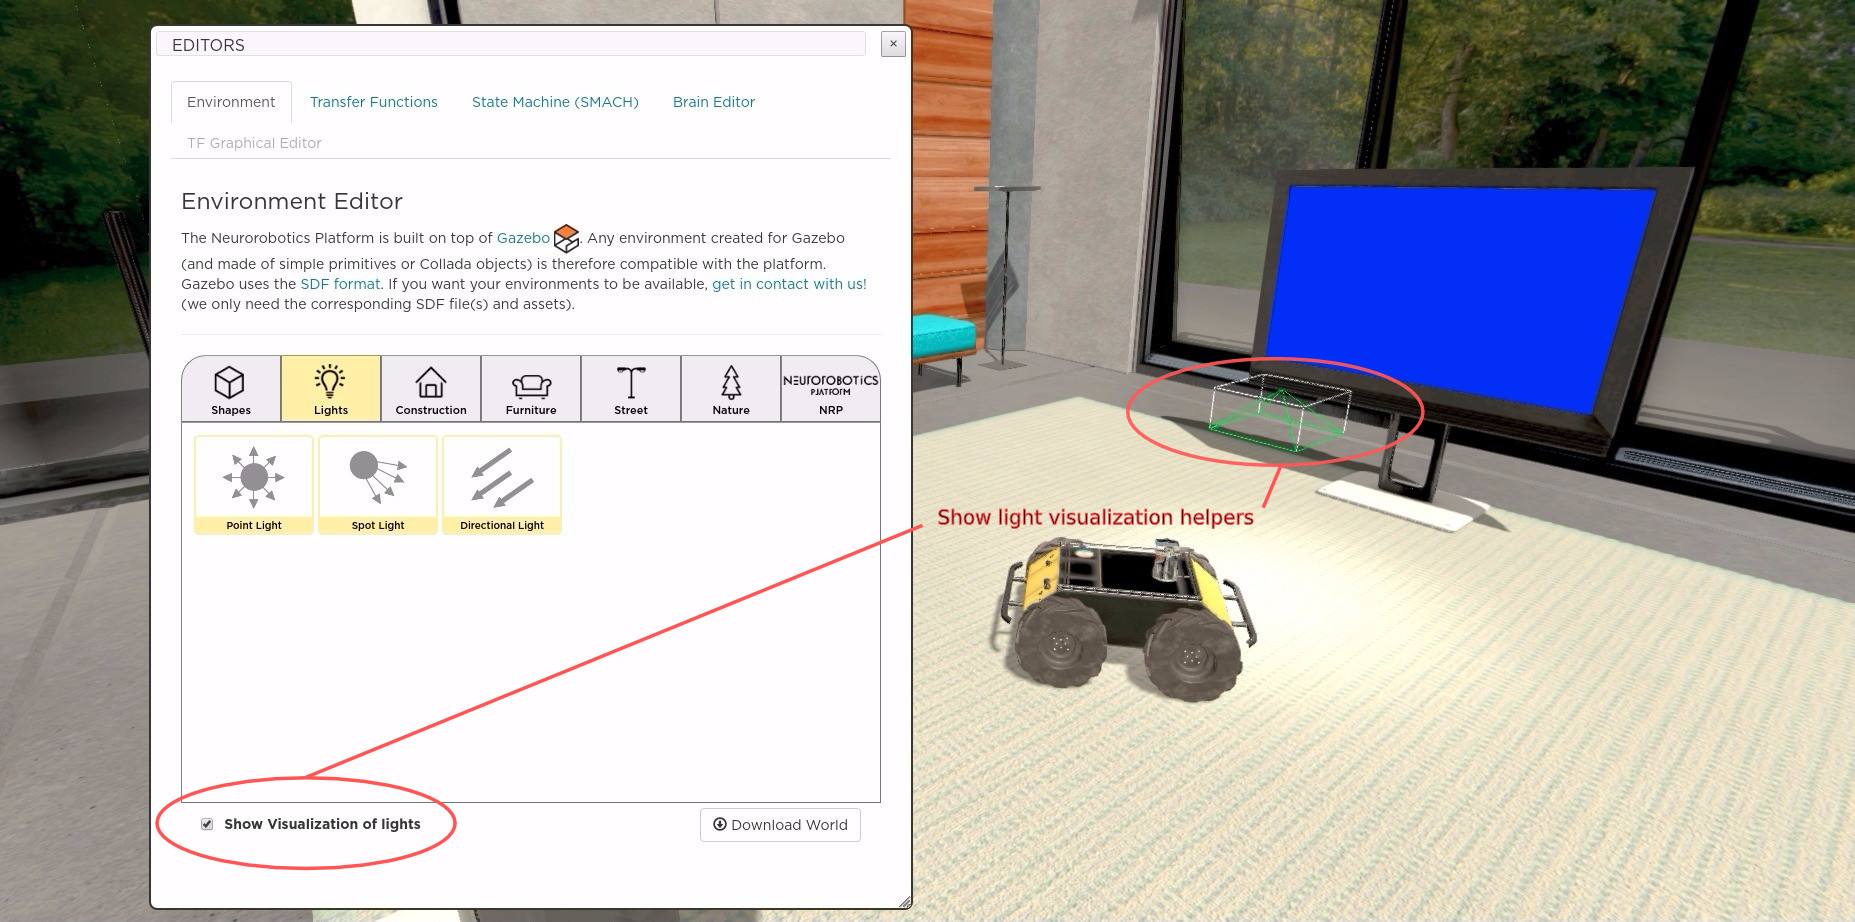 EDITORS
×
Environment
Transfer Functions
State Machine (SMACH)
Brain Editor
TF Graphical Editor
Environment Editor
The Neurorobotics Platform is built on top of Gazebo . Any environment created for Gazebo
(and made of simple primitives or Collada objects) is therefore compatible with the platform.
Gazebo uses the SDF format. If you want your environments to be available, get in contact with us!
(we only need the corresponding SDF file(s) and assets).
Shapes
Lights
Construction
Furniture
Street
Nature
NEUROROBOTICS
PLATFORM
NRP
Point Light
Spot Light
Directional Light
Show light visualization helpers
Show Visualization of lights
Download World